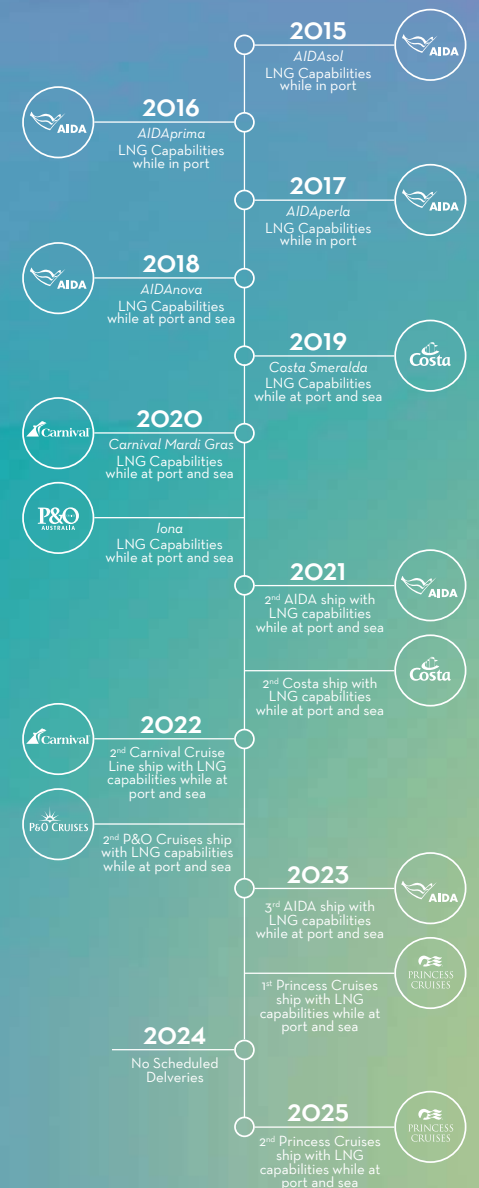 2015
AIDAsol
LNG Capabilities
while in port
AIDA
2016
AIDAprima
LNG Capabilities
while in port
AIDA
2017
AIDAperla
LNG Capabilities
while in port
AIDA
2018
AIDAnova
LNG Capabilities
while at port and sea
AIDA
2019
Costa Smeralda
LNG Capabilities
while at port and sea
Costa
2020
Carnival Mardi Gras
LNG Capabilities
while at port and sea
Carnival
Iona
LNG Capabilities
while at port and sea
P&O
AUSTRALIA
2021
2nd AIDA ship with
LNG capabilities
while at port and sea
AIDA
2nd Costa ship with
LNG capabilities
while at port and sea
Costa
2022
2nd Carnival Cruise
Line ship with LNG
capabilities while at
port and sea
Carnival
2nd P&O Cruises ship
with LNG capabilities
while at port and sea
P&O CRUISES
2023
3rd AIDA ship with
LNG capabilities
while at port and sea
AIDA
1st Princess Cruises
ship with LNG
capabilities while at
port and sea
PRINCESS
CRUISES
2024
No Scheduled
Delveries
2025
2nd Princess Cruises
ship with LNG
capabilities while at
port and sea
PRINCESS
CRUISES